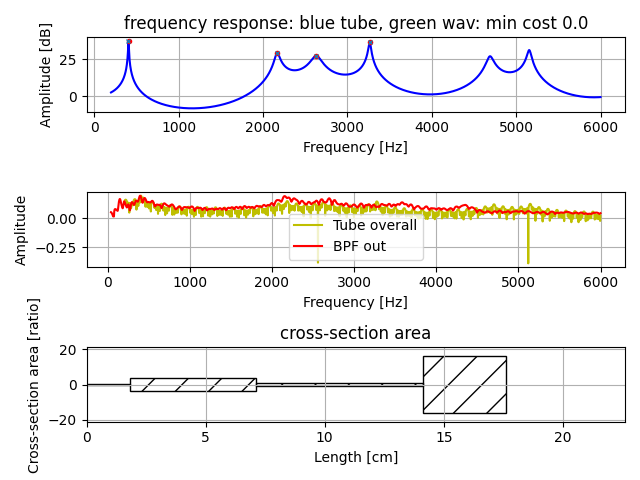 frequency response: blue tube, green wav: min cost 0.0
Amplitude [dB]
25
0
0 1000 2000 3000 4000 5000 6000
Frequency [Hz]
Amplitude
0.00
−0.25
Tube overall
BPF out
0 1000 2000 3000 4000 5000 6000
Frequency [Hz]
cross-section area
Cross-section area [ratio]
20
0
−20
0 5 10 15 20
Length [cm]